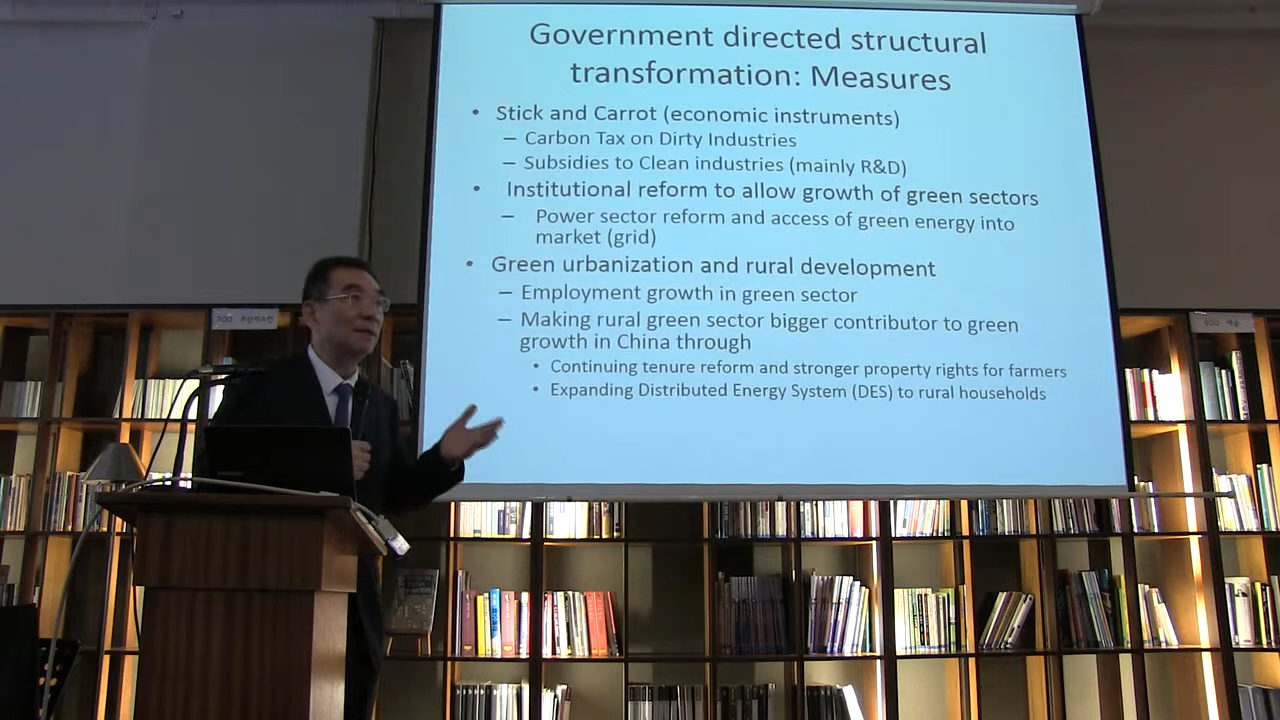 Government directed structural
transformation: Measures
• Stick and Carrot (economic instruments)
– Carbon Tax on Dirty Industries
– Subsidies to Clean industries (mainly R&D)
• Institutional reform to allow growth of green sectors
– Power sector reform and access of green energy into
market (grid)
• Green urbanization and rural development
– Employment growth in green sector
– Making rural green sector bigger contributor to green
growth in China through
• Continuing tenure reform and stronger property rights for farmers
• Expanding Distributed Energy System (DES) to rural households
600 예술